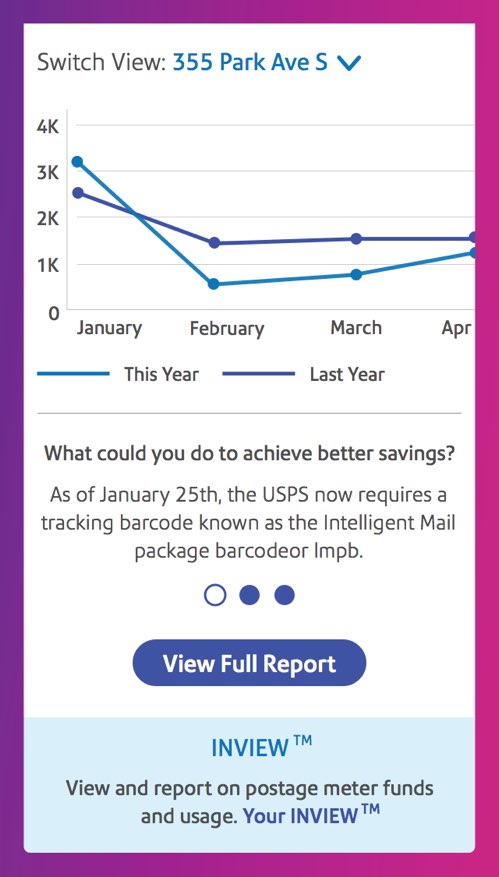 Switch View: 355 Park Ave S
4K
3K
2K
1K
0
January February March Apr
This Year Last Year
What could you do to achieve better savings?
As of January 25th, the USPS now requires a
tracking barcode known as the Intelligent Mail
package barcodeor Impb.
View Full Report
INVIEW™
View and report on postage meter funds
and usage. Your INVIEW™